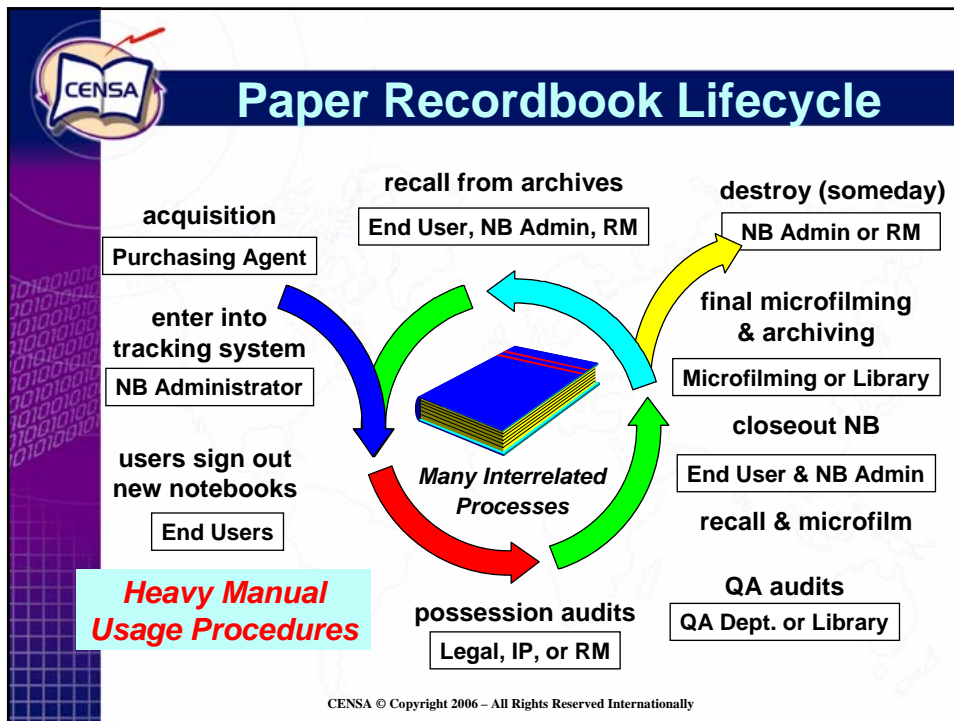 CENSA
Paper Recordbook Lifecycle
acquisition
Purchasing Agent
enter into
tracking system
NB Administrator
users sign out
new notebooks
End Users
Heavy Manual
Usage Procedures
recall from archives
End User, NB Admin, RM
Many Interrelated
Processes
possession audits
Legal, IP, or RM
destroy (someday)
NB Admin or RM
final microfilming
& archiving
Microfilming or Library
closeout NB
End User & NB Admin
recall & microfilm
QA audits
QA Dept. or Library
CENSA © Copyright 2006 – All Rights Reserved Internationally